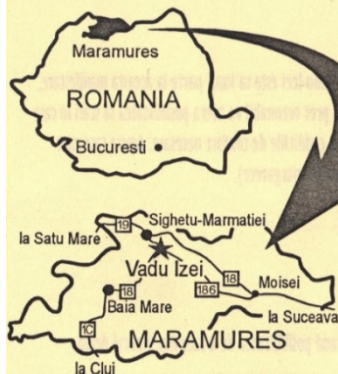 Maramures
ROMANIA
Bucuresti
Sighetu-Marmatiei
19
la Satu Mare
Vadu Izei
18
Moisei
18
186
Baia Mare
la Suceava
1C
MARAMURES
la Cluj